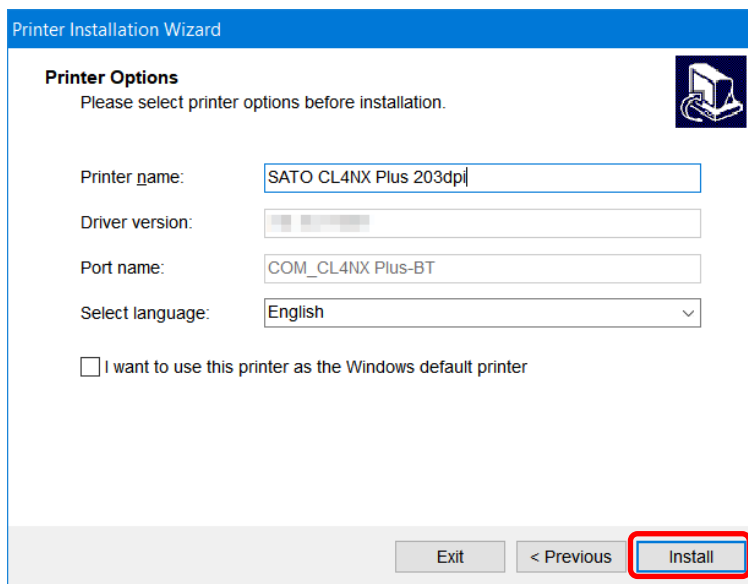 Printer Installation Wizard
Printer Options
Please select printer options before installation.
Printer name: SATO CL4NX Plus 203dpi
Driver version:
Port name: COM_CL4NX Plus-BT
Select language: English
I want to use this printer as the Windows default printer
Exit < Previous Install